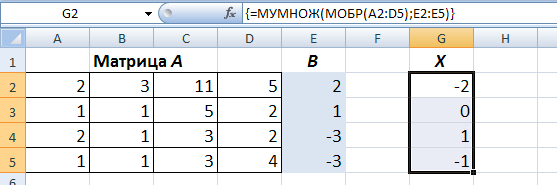 G2 fx {=МУМНОЖ(МОБР(A2:D5);E2:E5)}
A B C D E F G H
1 Матрица A B X
2 2 3 11 5 2 -2
3 1 1 5 2 1 0
4 2 1 3 2 -3 1
5 1 1 3 4 -3 -1